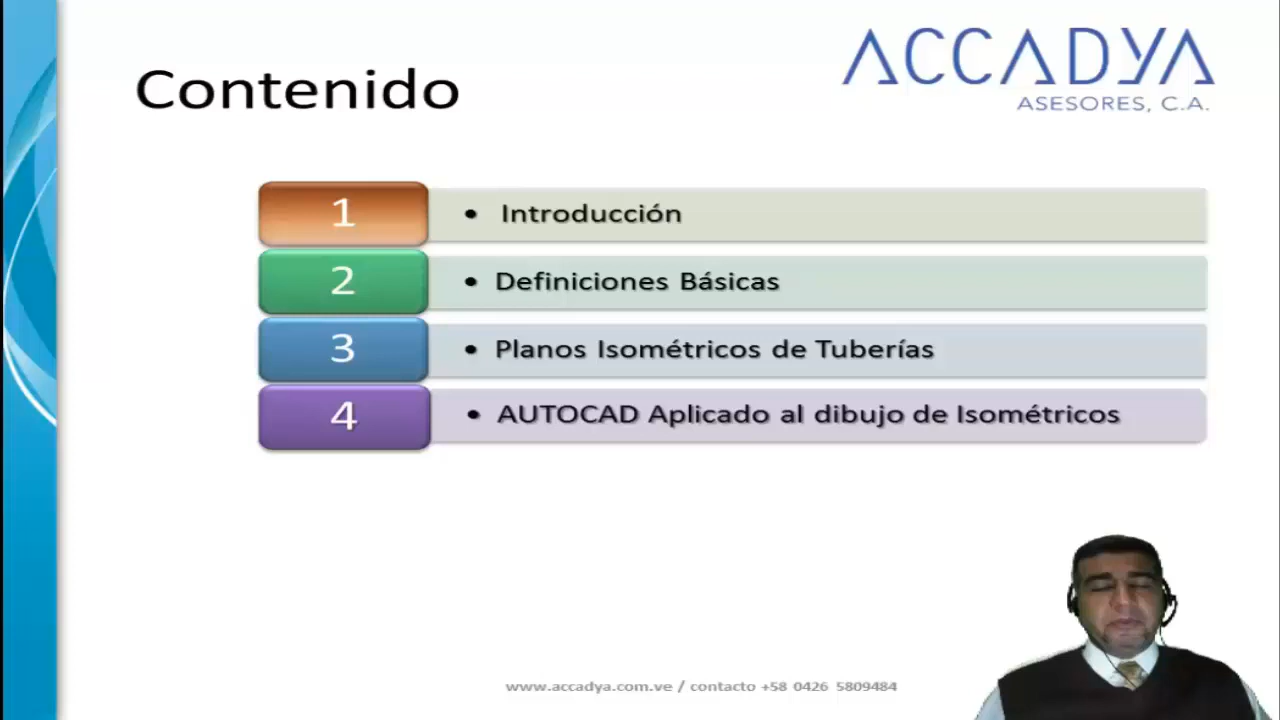 Contenido
ACCADYA
ASESORES, C.A.
1 • Introducción
2 • Definiciones Básicas
3 • Planos Isométricos de Tuberías
4 • AUTOCAD Aplicado al dibujo de Isométricos
www.accadya.com.ve / contacto +58 0426 5809484